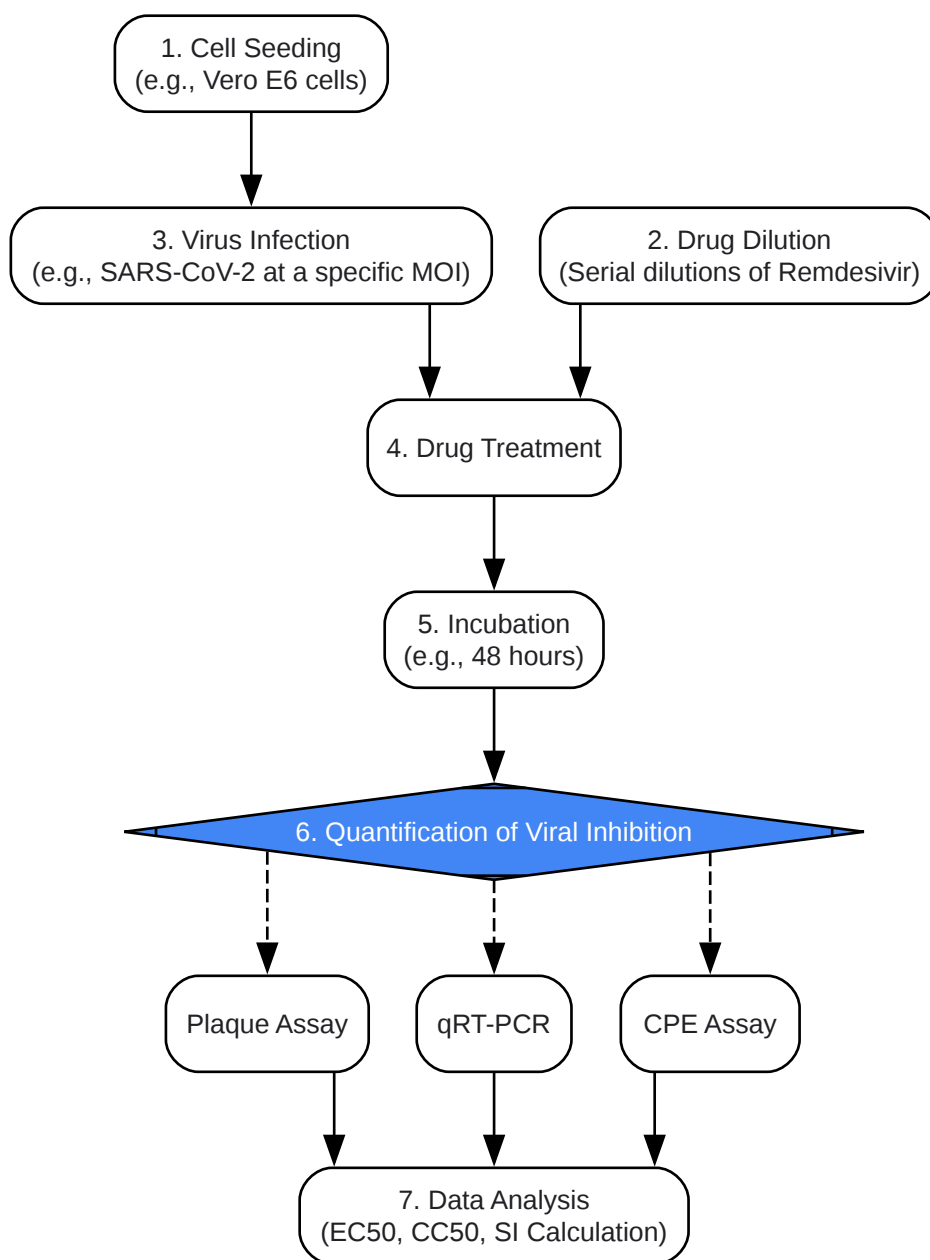 1. Cell Seeding
(e.g., Vero E6 cells)
3. Virus Infection
(e.g., SARS-CoV-2 at a specific MOI)
2. Drug Dilution
(Serial dilutions of Remdesivir)
4. Drug Treatment
5. Incubation
(e.g., 48 hours)
6. Quantification of Viral Inhibition
Plaque Assay
qRT-PCR
CPE Assay
7. Data Analysis
(EC50, CC50, SI Calculation)